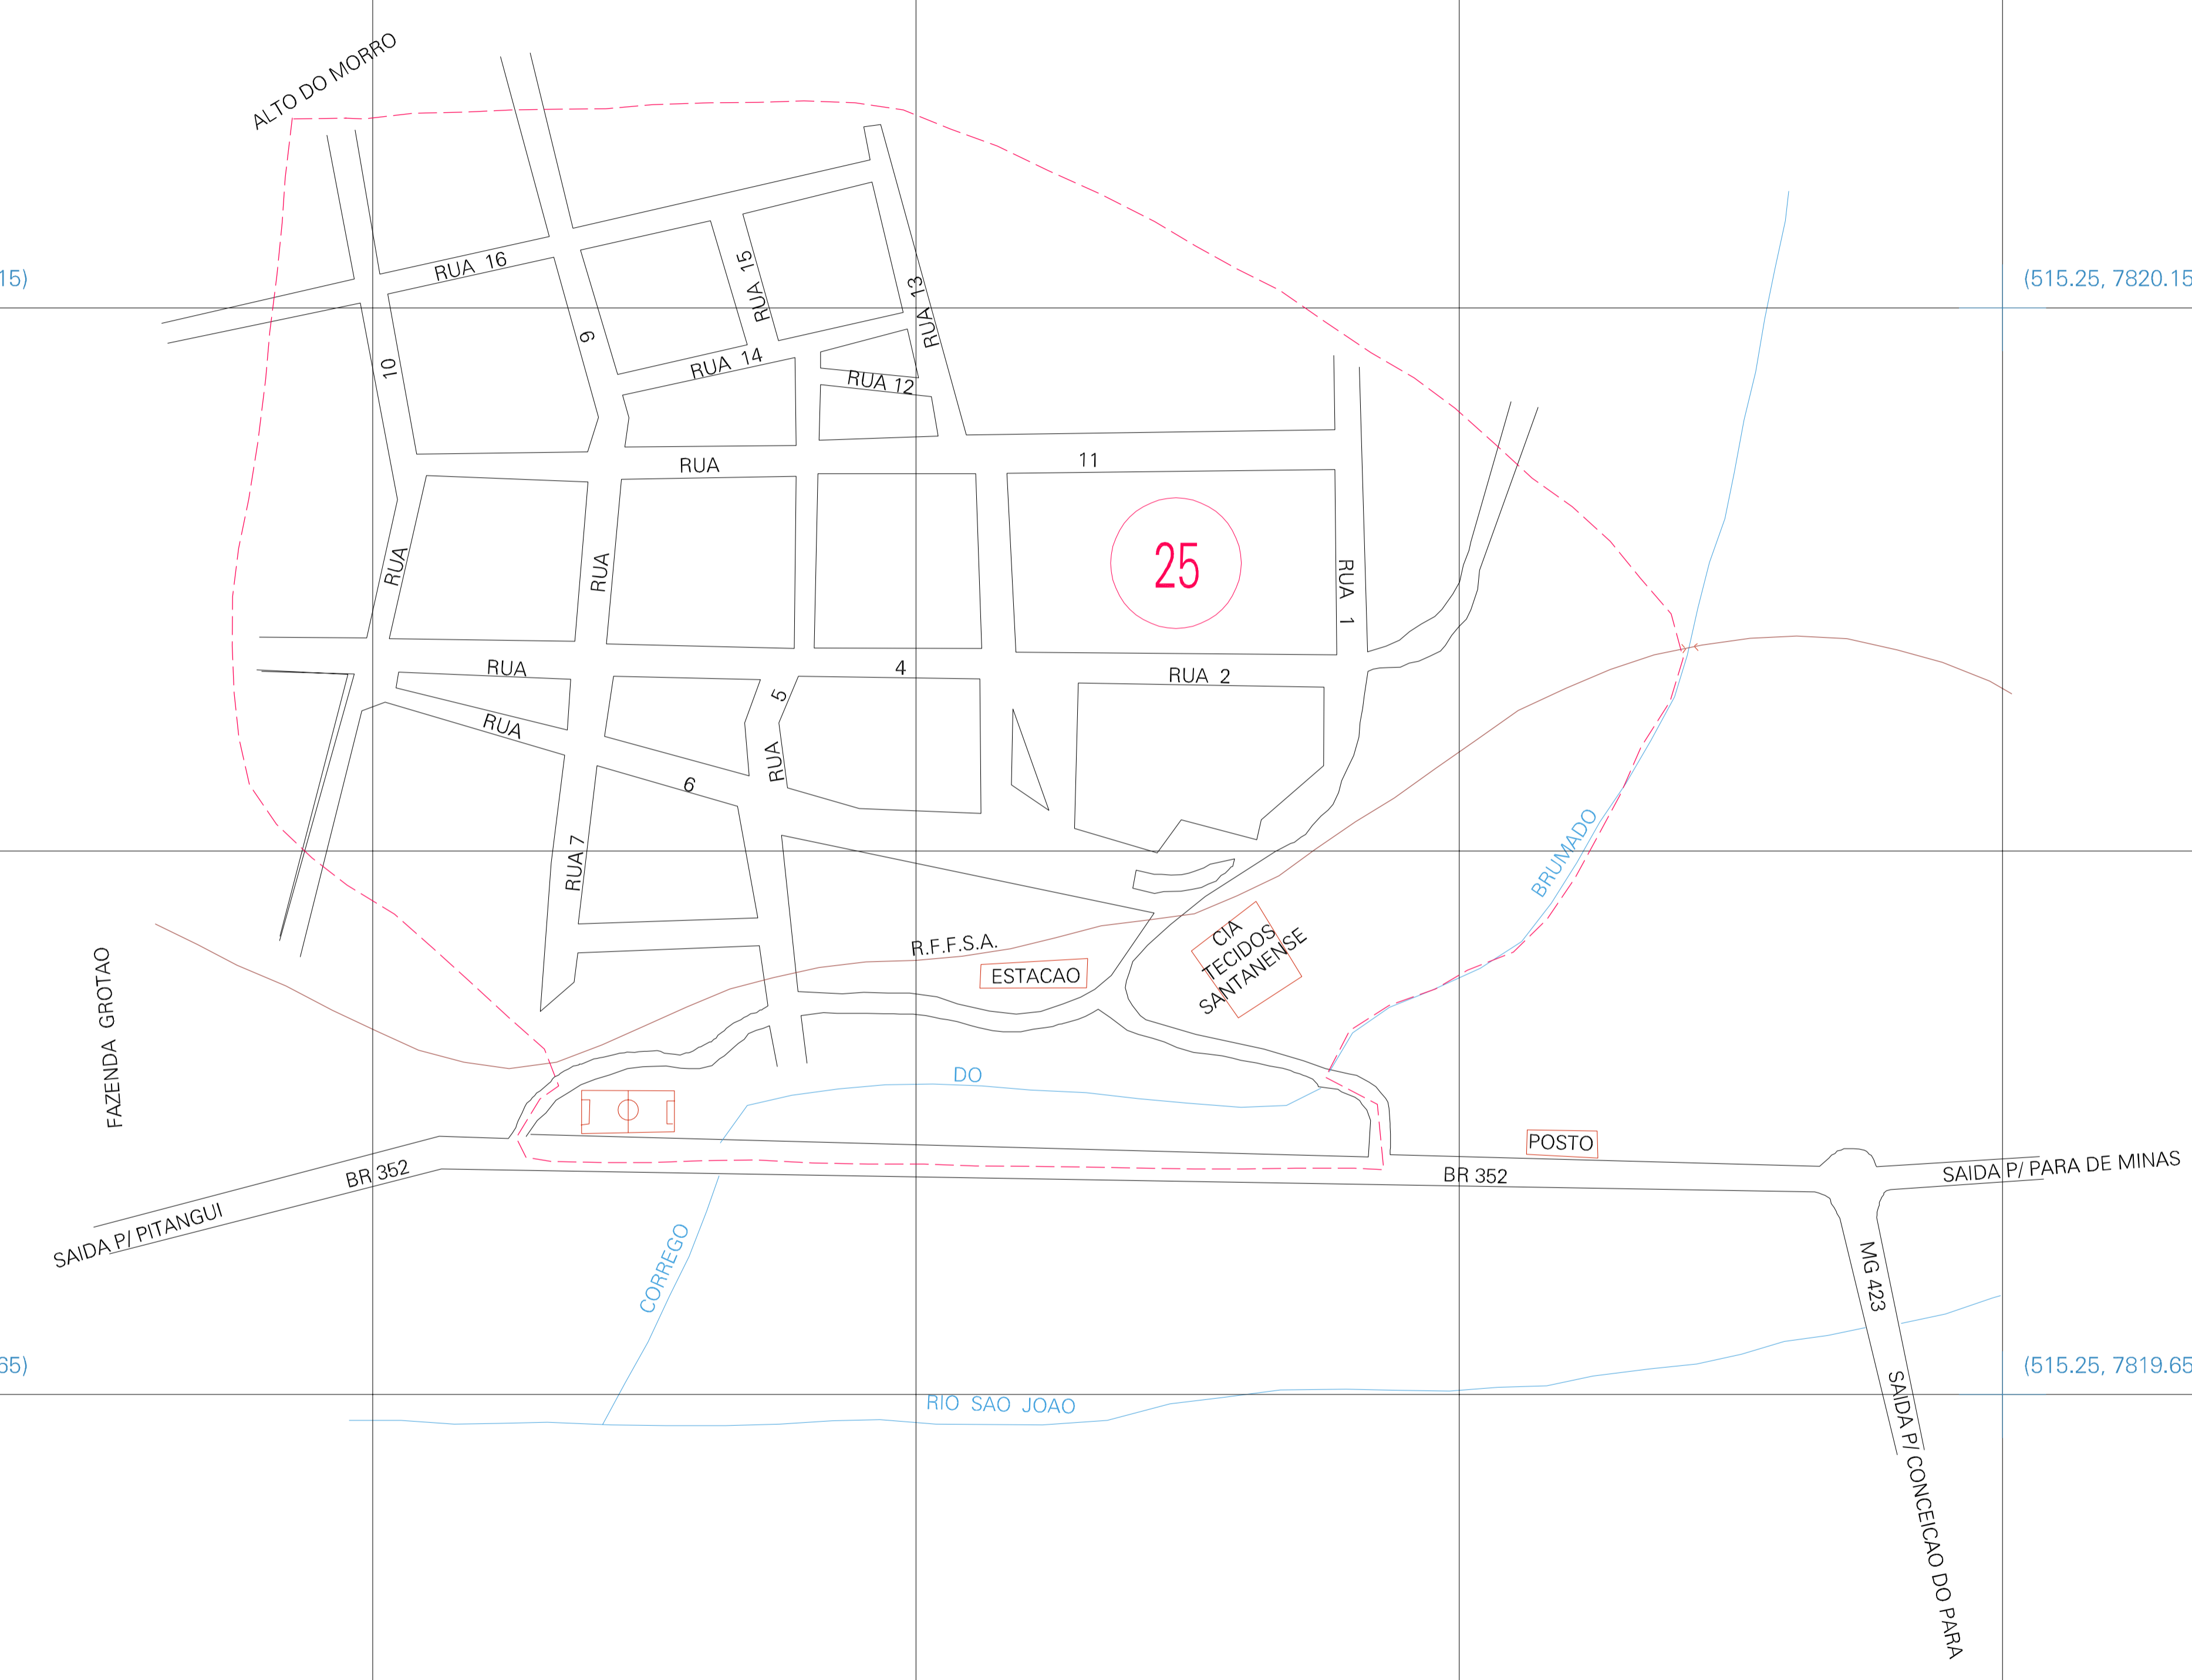 ALTO DO MORRO
15)
(515.25, 7820.15
RUA 16
RUA 15
RUA 13
9
10
RUA 14
RUA 12
RUA 11
25
RUA
RUA
RUA 1
RUA 4
RUA 2
RUA 5
RUA 6
RUA 7
BRUMADO
R.F.F.S.A.
ESTACAO
CIA
TECIDOS
SANTANENSE
FAZENDA GROTAO
DO
POSTO
BR 352
BR 352
SAIDA P/ PARA DE MINAS
SAIDA P/ PITANGUI
CORREGO
MG 423
65)
(515.25, 7819.65
RIO SAO JOAO
SAIDA P/ CONCEICAO DO PARA